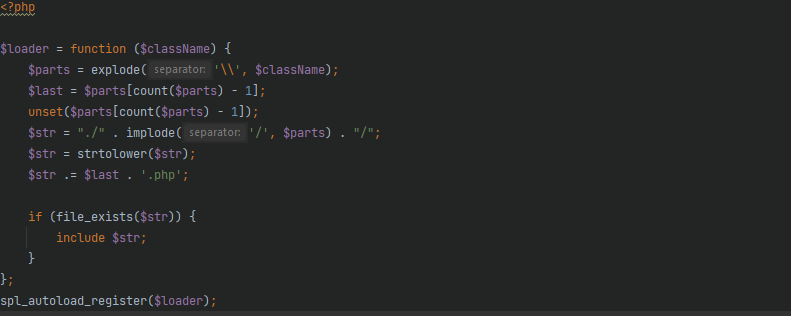 <?php
$loader = function ($className) {
$parts = explode( separator: '\\', $className);
$last = $parts[count($parts) - 1];
unset($parts[count($parts) - 1]);
$str = "./" . implode( separator: '/', $parts) . "/";
$str = strtolower($str);
$str .= $last . '.php';
if (file_exists($str)) {
include $str;
}
};
spl_autoload_register($loader);